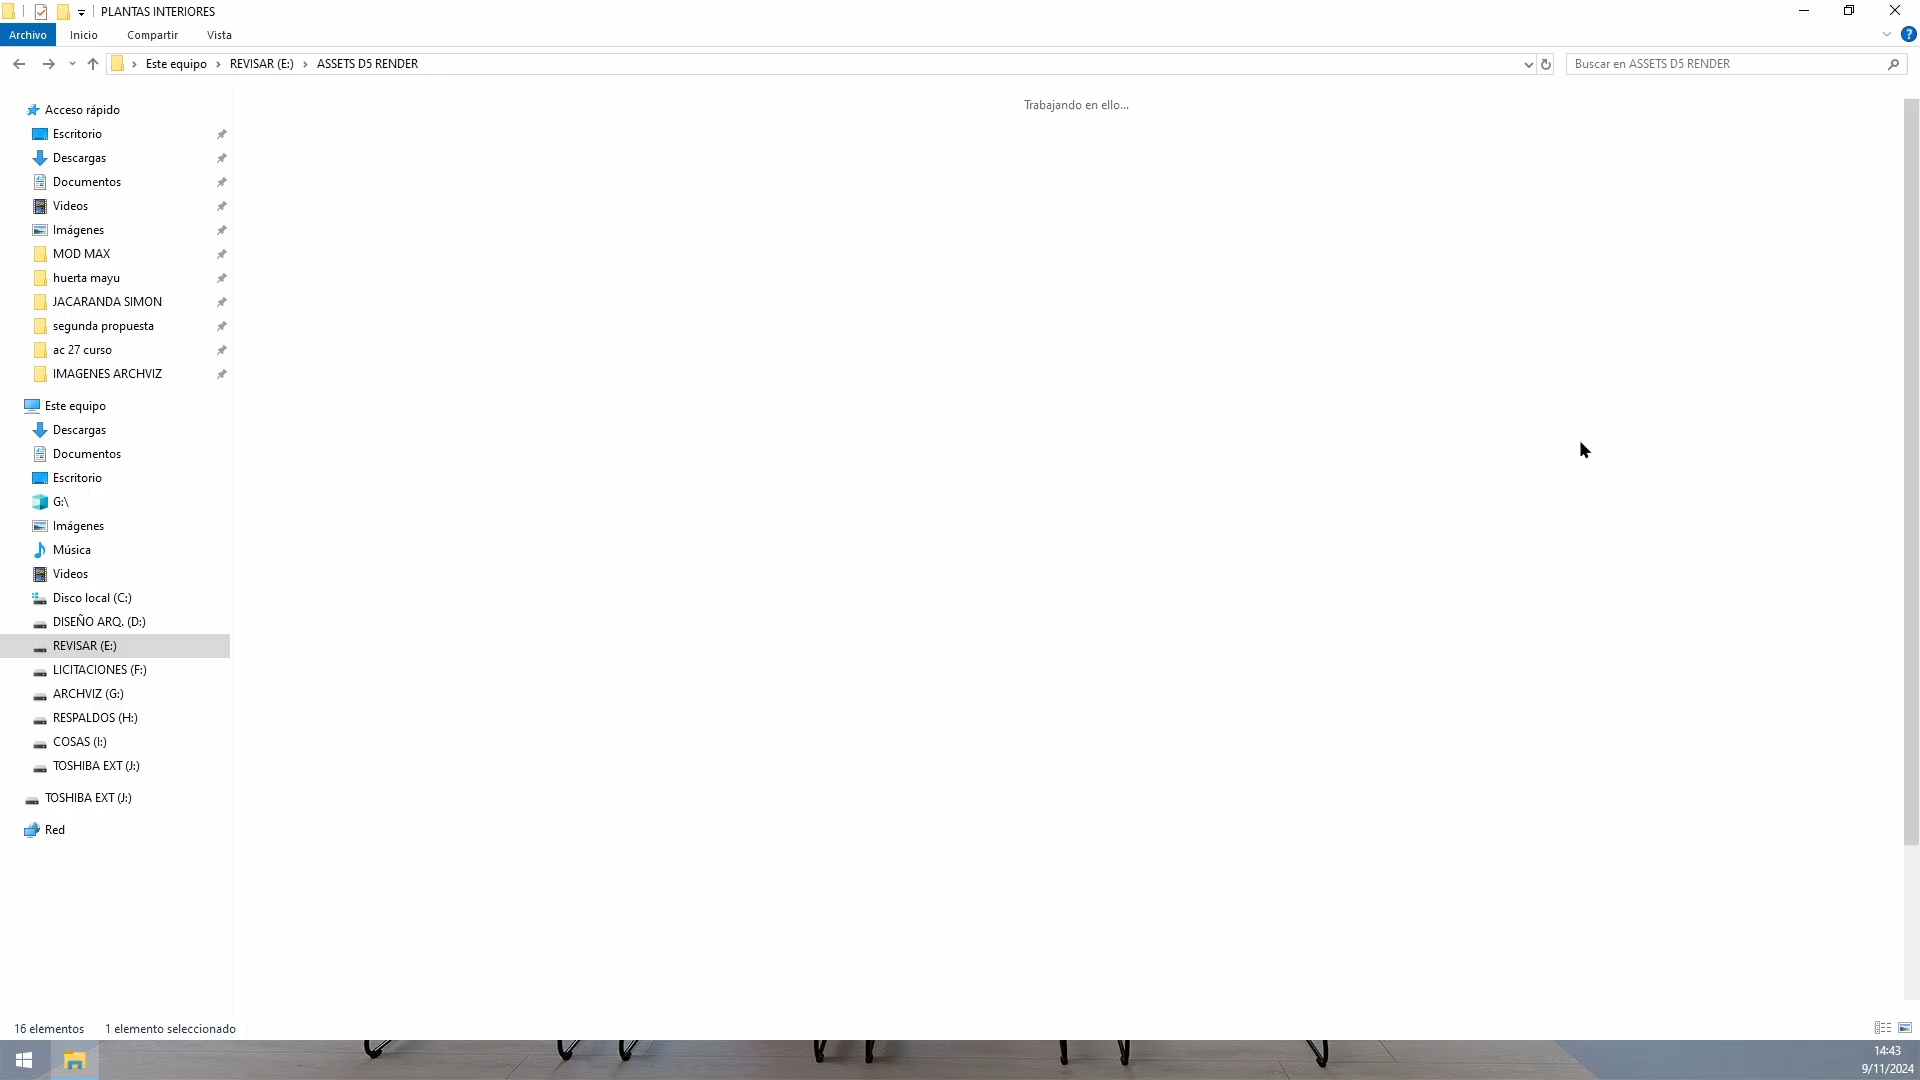 PLANTAS INTERIORES
Archivo Inicio Compartir Vista
Este equipo REVISAR (E:) ASSETS D5 RENDER
Buscar en ASSETS D5 RENDER
Trabajando en ello...
Acceso rápido
Escritorio
Descargas
Documentos
Videos
Imágenes
MOD MAX
huerta mayu
JACARANDA SIMON
segunda propuesta
ac 27 curso
IMAGENES ARCHVIZ
Este equipo
Descargas
Documentos
Escritorio
G:\
Imágenes
Música
Videos
Disco local (C:)
DISEÑO ARQ. (D:)
REVISAR (E:)
LICITACIONES (F:)
ARCHVIZ (G:)
RESPALDOS (H:)
COSAS (I:)
TOSHIBA EXT (J:)
TOSHIBA EXT (J:)
Red
16 elementos 1 elemento seleccionado
14:43
9/11/2024